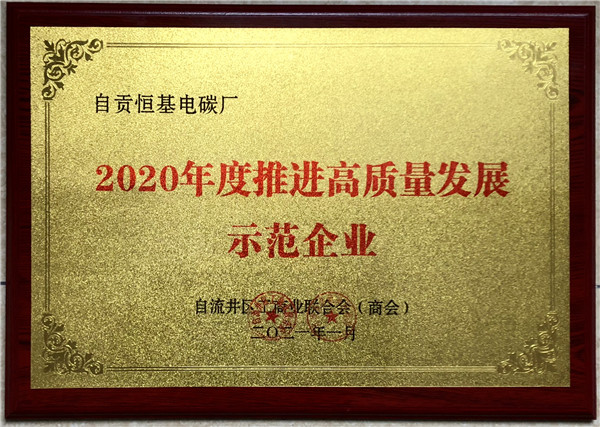 自贡恒基电碳厂
2020年度推进高质量发展
示范企业
自流井区工商业联合会（商会）
二〇二一年一月